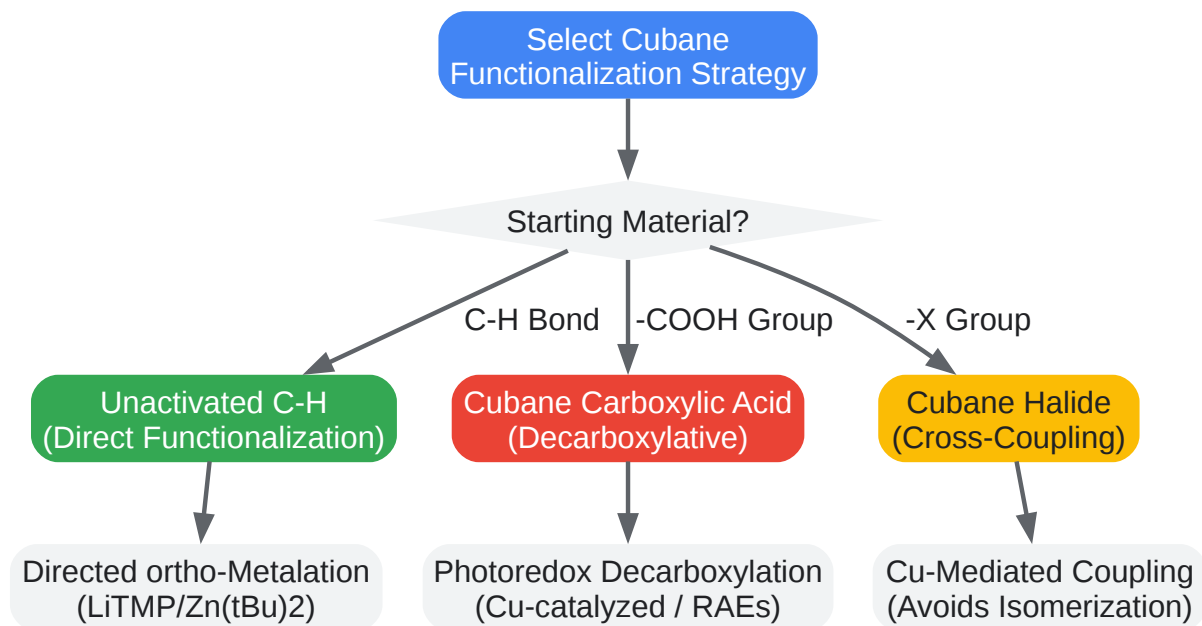 Select Cubane
Functionalization Strategy
Starting Material?
C-H Bond
-COOH Group
-X Group
Unactivated C-H
(Direct Functionalization)
Cubane Carboxylic Acid
(Decarboxylative)
Cubane Halide
(Cross-Coupling)
Directed ortho-Metalation
(LiTMP/Zn(tBu)2)
Photoredox Decarboxylation
(Cu-catalyzed / RAEs)
Cu-Mediated Coupling
(Avoids Isomerization)